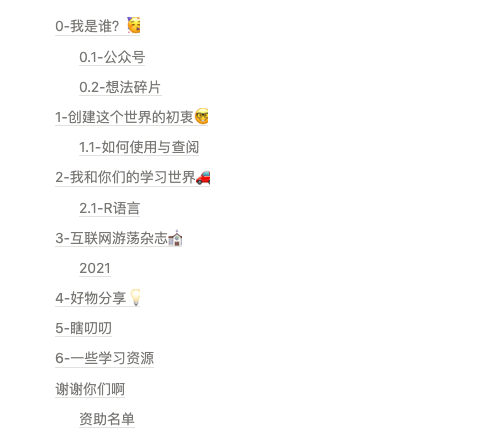 0-我是谁？🥳
0.1-公众号
0.2-想法碎片
1-创建这个世界的初衷🤓
1.1-如何使用与查阅
2-我和你们的学习世界🚗
2.1-R语言
3-互联网游荡杂志⛪
2021
4-好物分享💡
5-瞎叨叨
6-一些学习资源
谢谢你们啊
资助名单